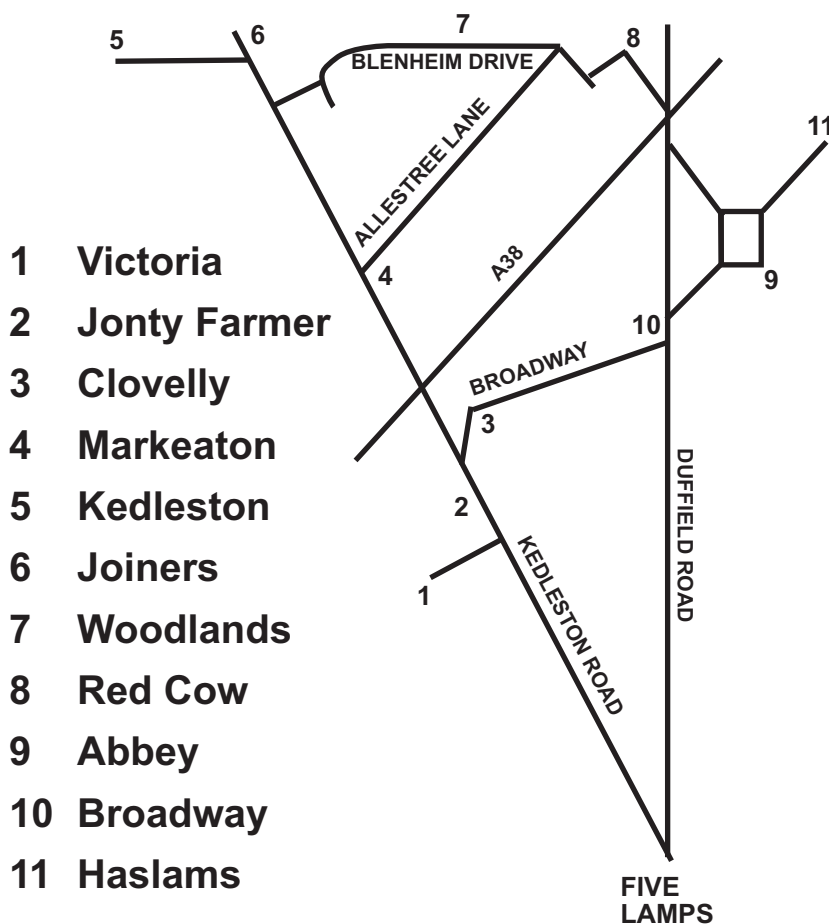 5
6
7
8
BLENHEIM DRIVE
11
ALLESTREE LANE
4
A38
9
10
BROADWAY
3
2
DUFFIELD ROAD
KEDLESTON ROAD
1
FIVE
LAMPS
1 Victoria
2 Jonty Farmer
3 Clovelly
4 Markeaton
5 Kedleston
6 Joiners
7 Woodlands
8 Red Cow
9 Abbey
10 Broadway
11 Haslams